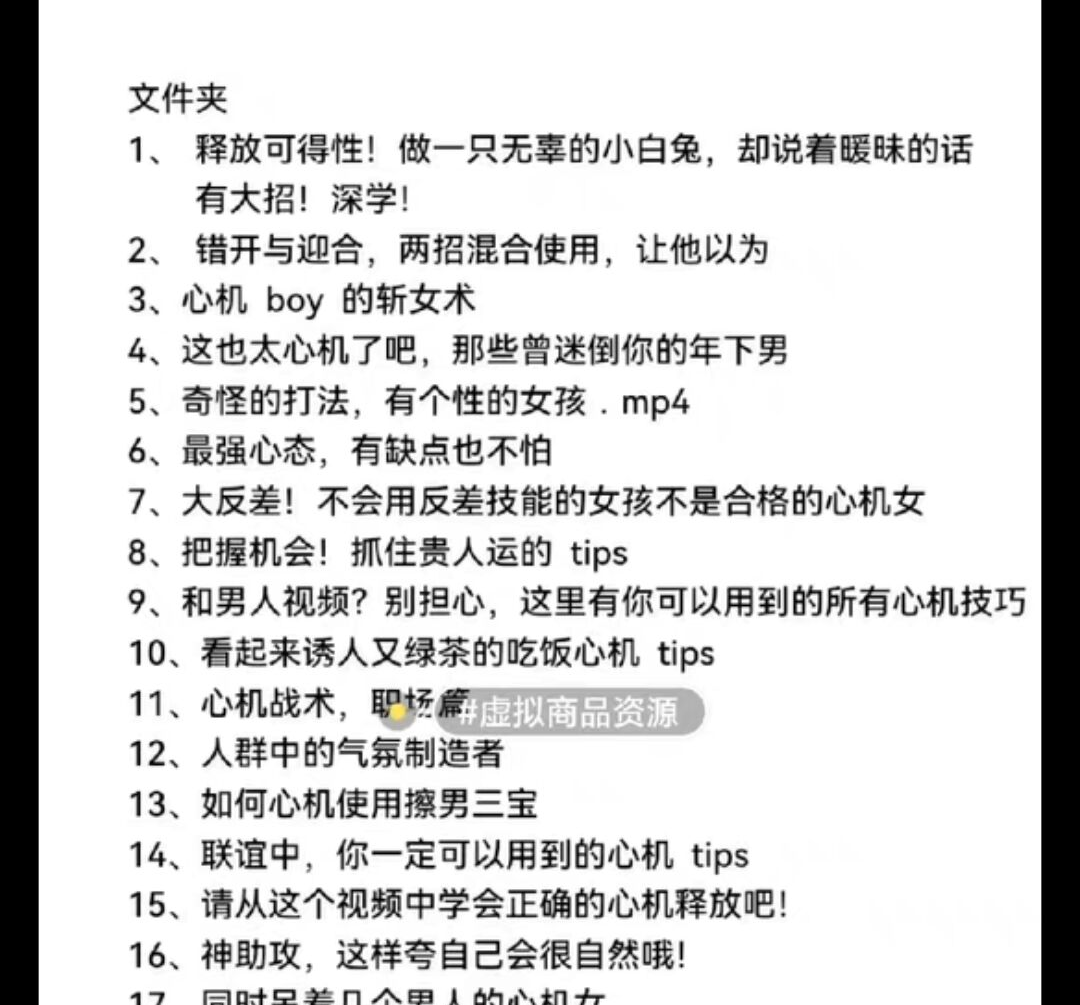 文件夹
1、 释放可得性！做一只无辜的小白兔，却说着暧昧的话
有大招！深学！
2、 错开与迎合，两招混合使用，让他以为
3、心机 boy 的斩女术
4、这也太心机了吧，那些曾迷倒你的年下男
5、奇怪的打法，有个性的女孩 . mp4
6、最强心态，有缺点也不怕
7、大反差！不会用反差技能的女孩不是合格的心机女
8、把握机会！抓住贵人运的 tips
9、和男人视频？别担心，这里有你可以用到的所有心机技巧
10、看起来诱人又绿茶的吃饭心机 tips
11、心机战术，职场篇
#虚拟商品资源
12、人群中的气氛制造者
13、如何心机使用擦男三宝
14、联谊中，你一定可以用到的心机 tips
15、请从这个视频中学会正确的心机释放吧！
16、神助攻，这样夸自己会很自然哦！
17、同时吊着几个男人的心机女